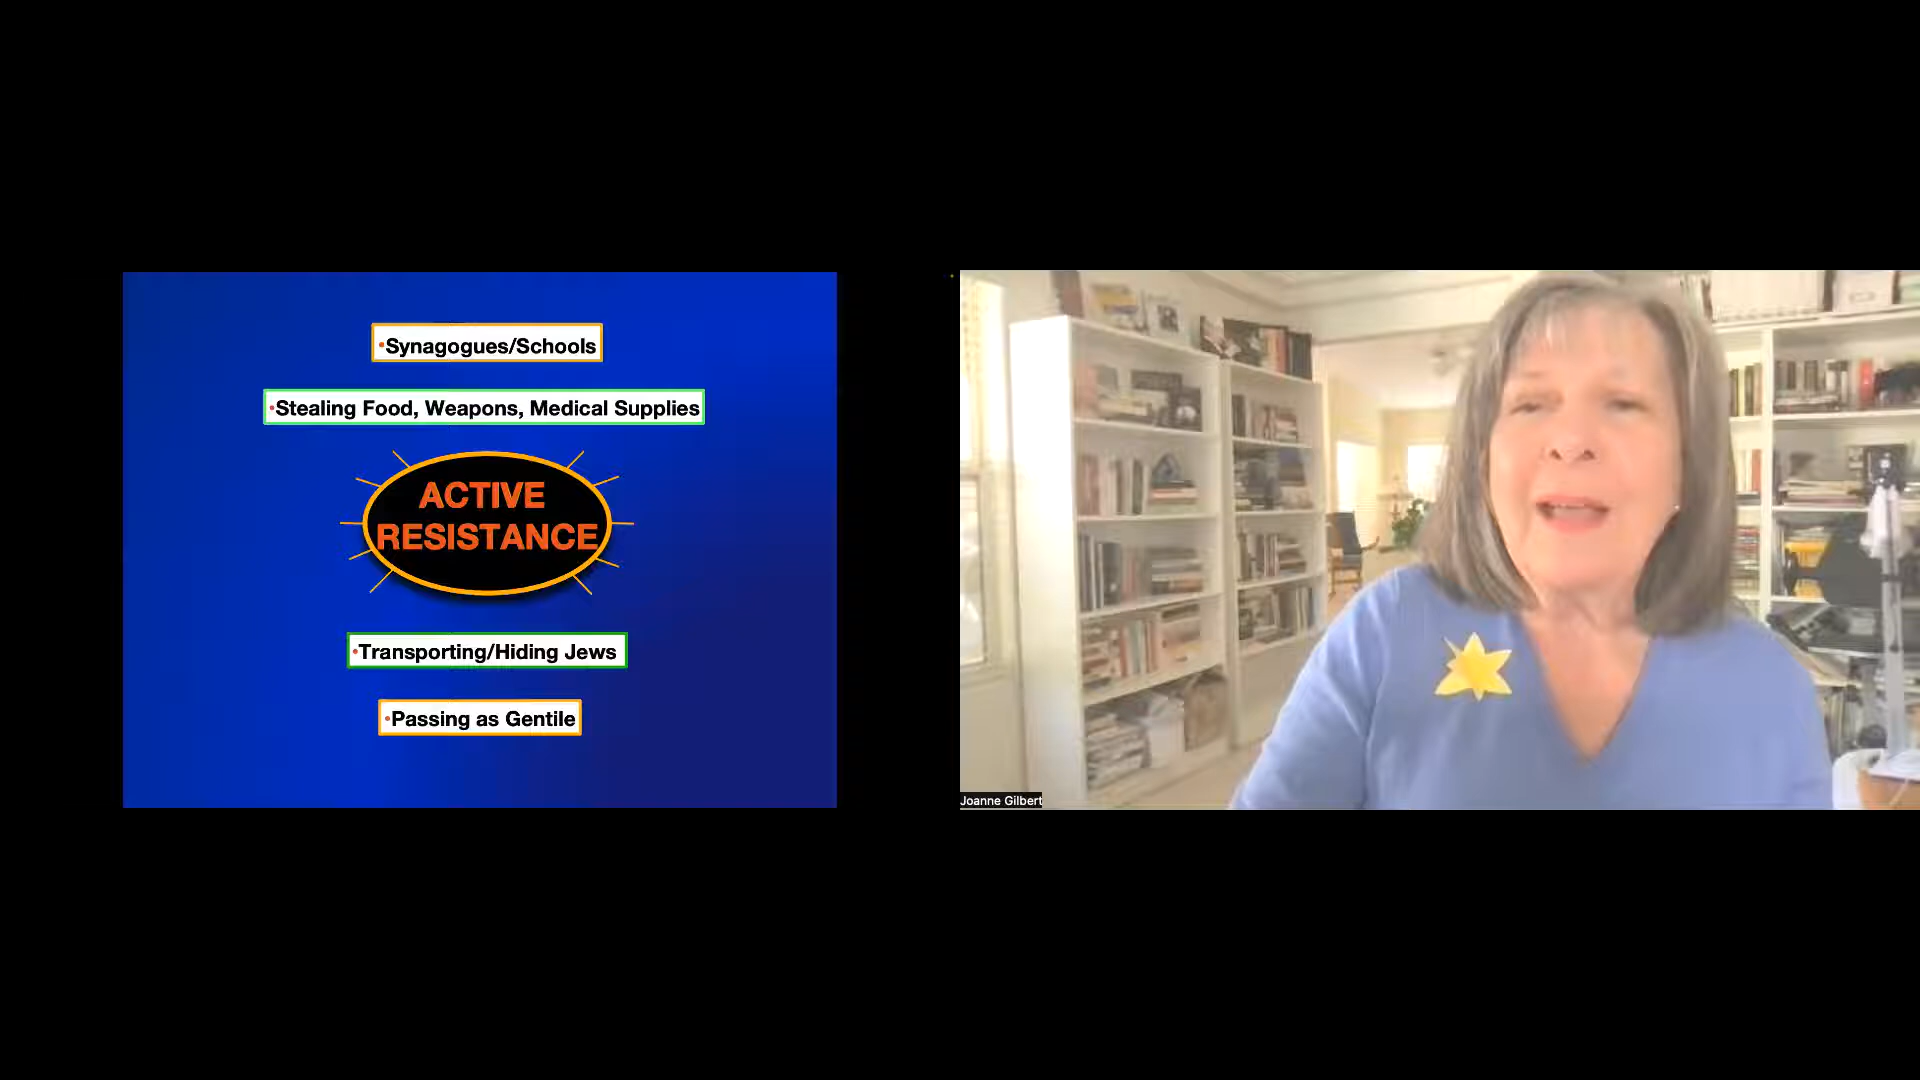 •Synagogues/Schools
•Stealing Food, Weapons, Medical Supplies
ACTIVE
RESISTANCE
•Transporting/Hiding Jews
•Passing as Gentile
Joanne Gilbert